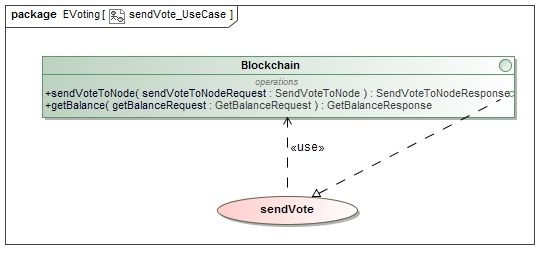 package EVoting [ sendVote_UseCase ]
Blockchain
operations
+sendVoteToNode( sendVoteToNodeRequest : SendVoteToNode ) : SendVoteToNodeResponse
+getBalance( getBalanceRequest : GetBalanceRequest ) : GetBalanceResponse
«use»
sendVote